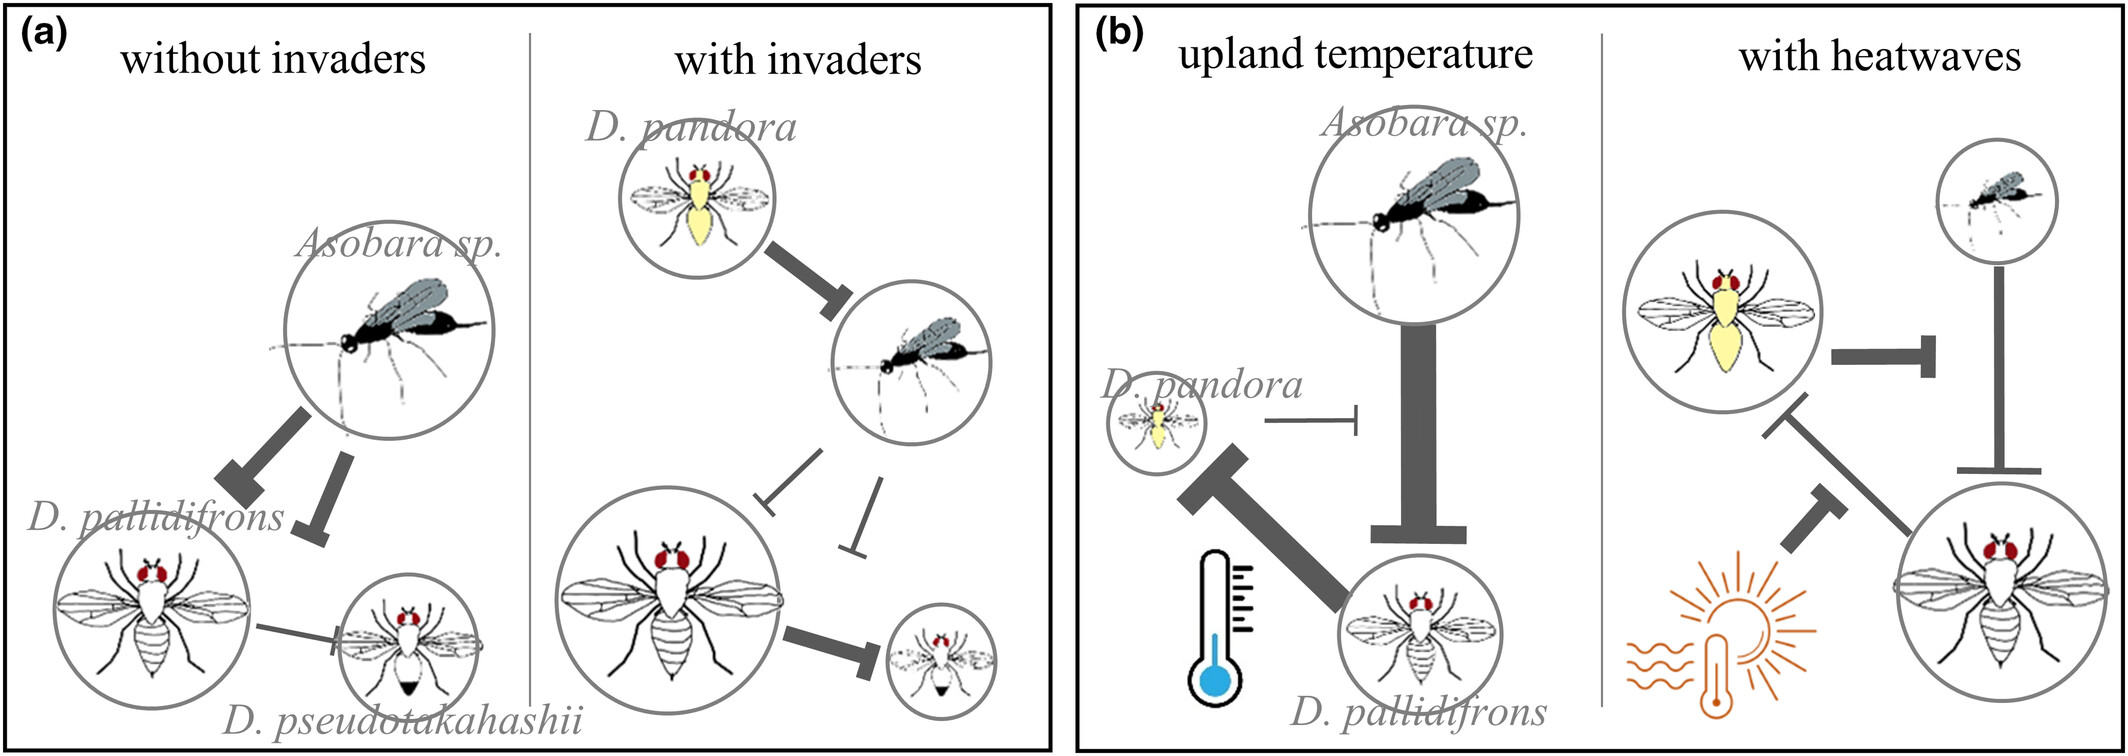 (a)
without invaders
with invaders
D. pandora
Asobara sp.
D. pallidifrons
D. pseudotakahashii
(b)
upland temperature
with heatwaves
Asobara sp.
D. pandora
D. pallidifrons